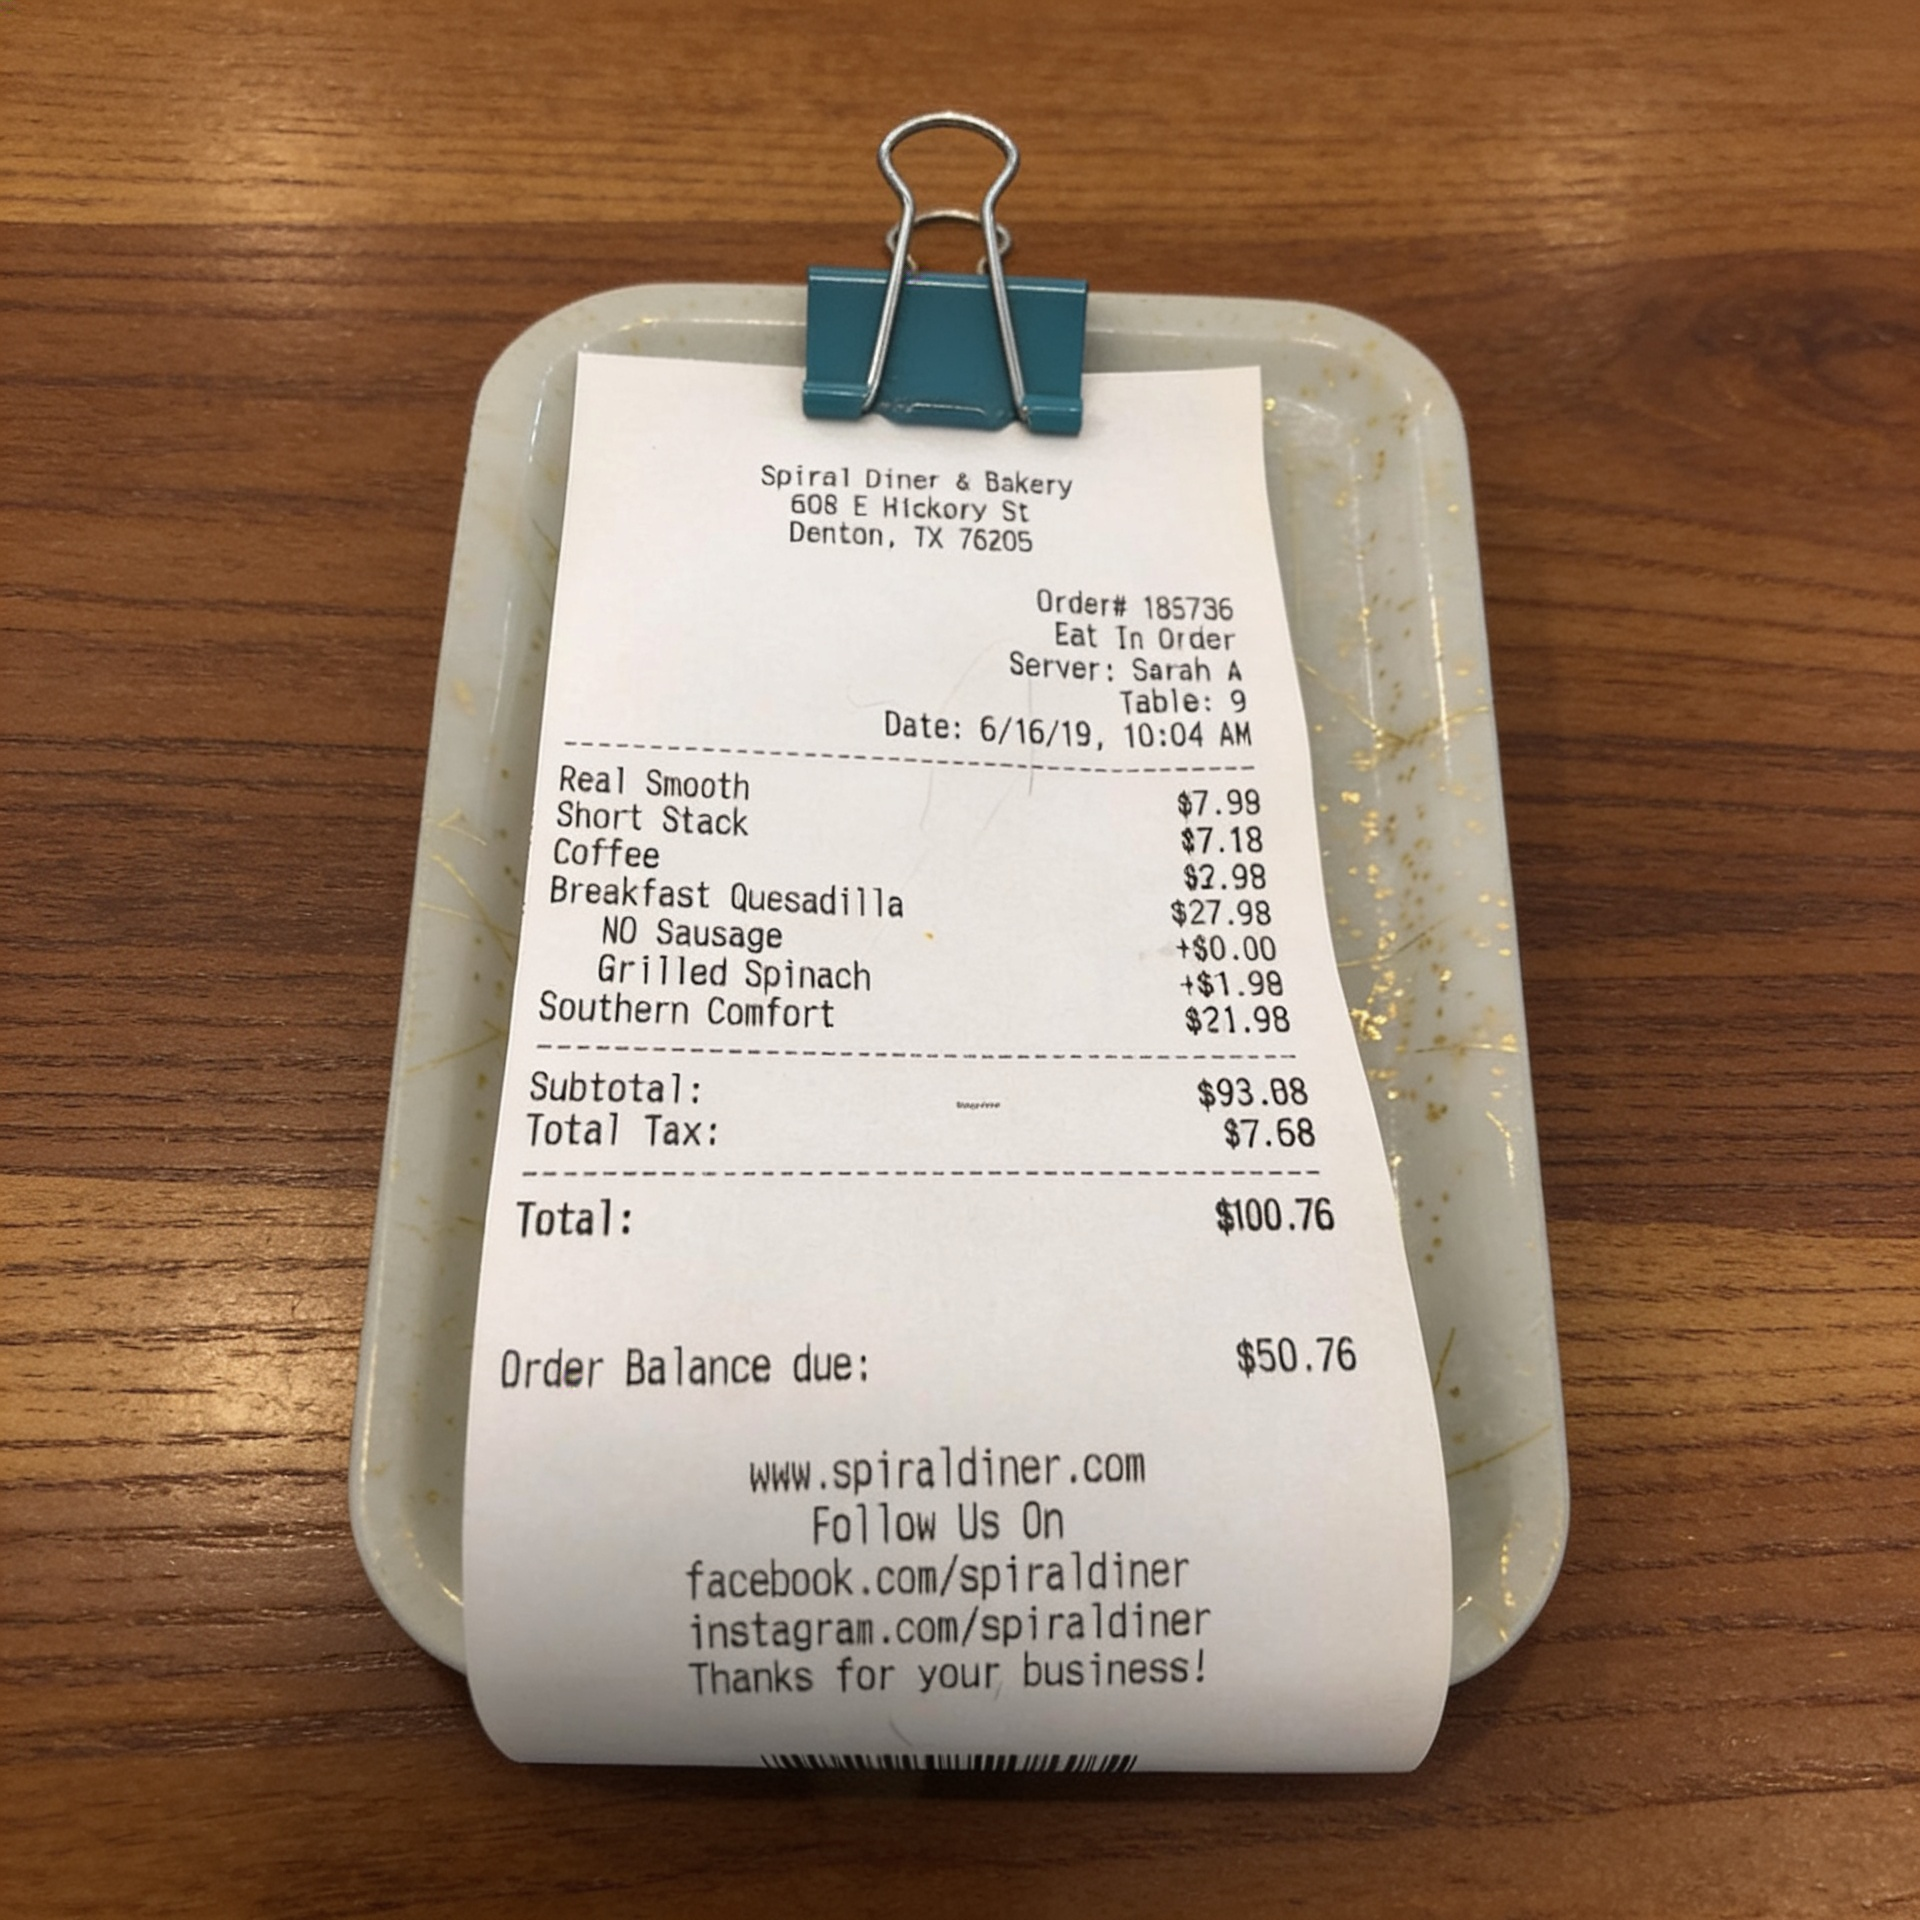 Spiral Diner & Bakery
608 E Hickory St
Denton, TX 76205
Order# 185736
Eat In Order
Server: Sarah A
Table: 9
Date: 6/16/19, 10:04 AM
Real Smooth $7.98
Short Stack $7.18
Coffee $2.98
Breakfast Quesadilla $27.98
NO Sausage +$0.00
Grilled Spinach +$1.98
Southern Comfort $21.98
Subtotal: $93.08
Total Tax: $7.68
Total: $100.76
Order Balance due: $50.76
www.spiraldiner.com
Follow Us On
facebook.com/spiraldiner
instagram.com/spiraldiner
Thanks for your business!